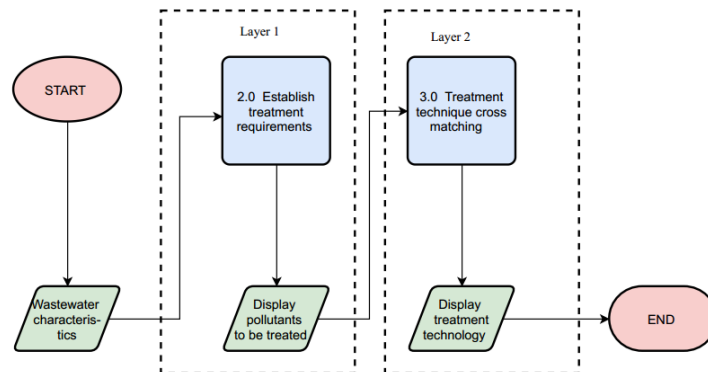 START
Wastewater
characteris-
tics
Layer 1
2.0 Establish
treatment
requirements
Display
pollutants
to be treated
Layer 2
3.0 Treatment
technique cross
matching
Display
treatment
technology
END